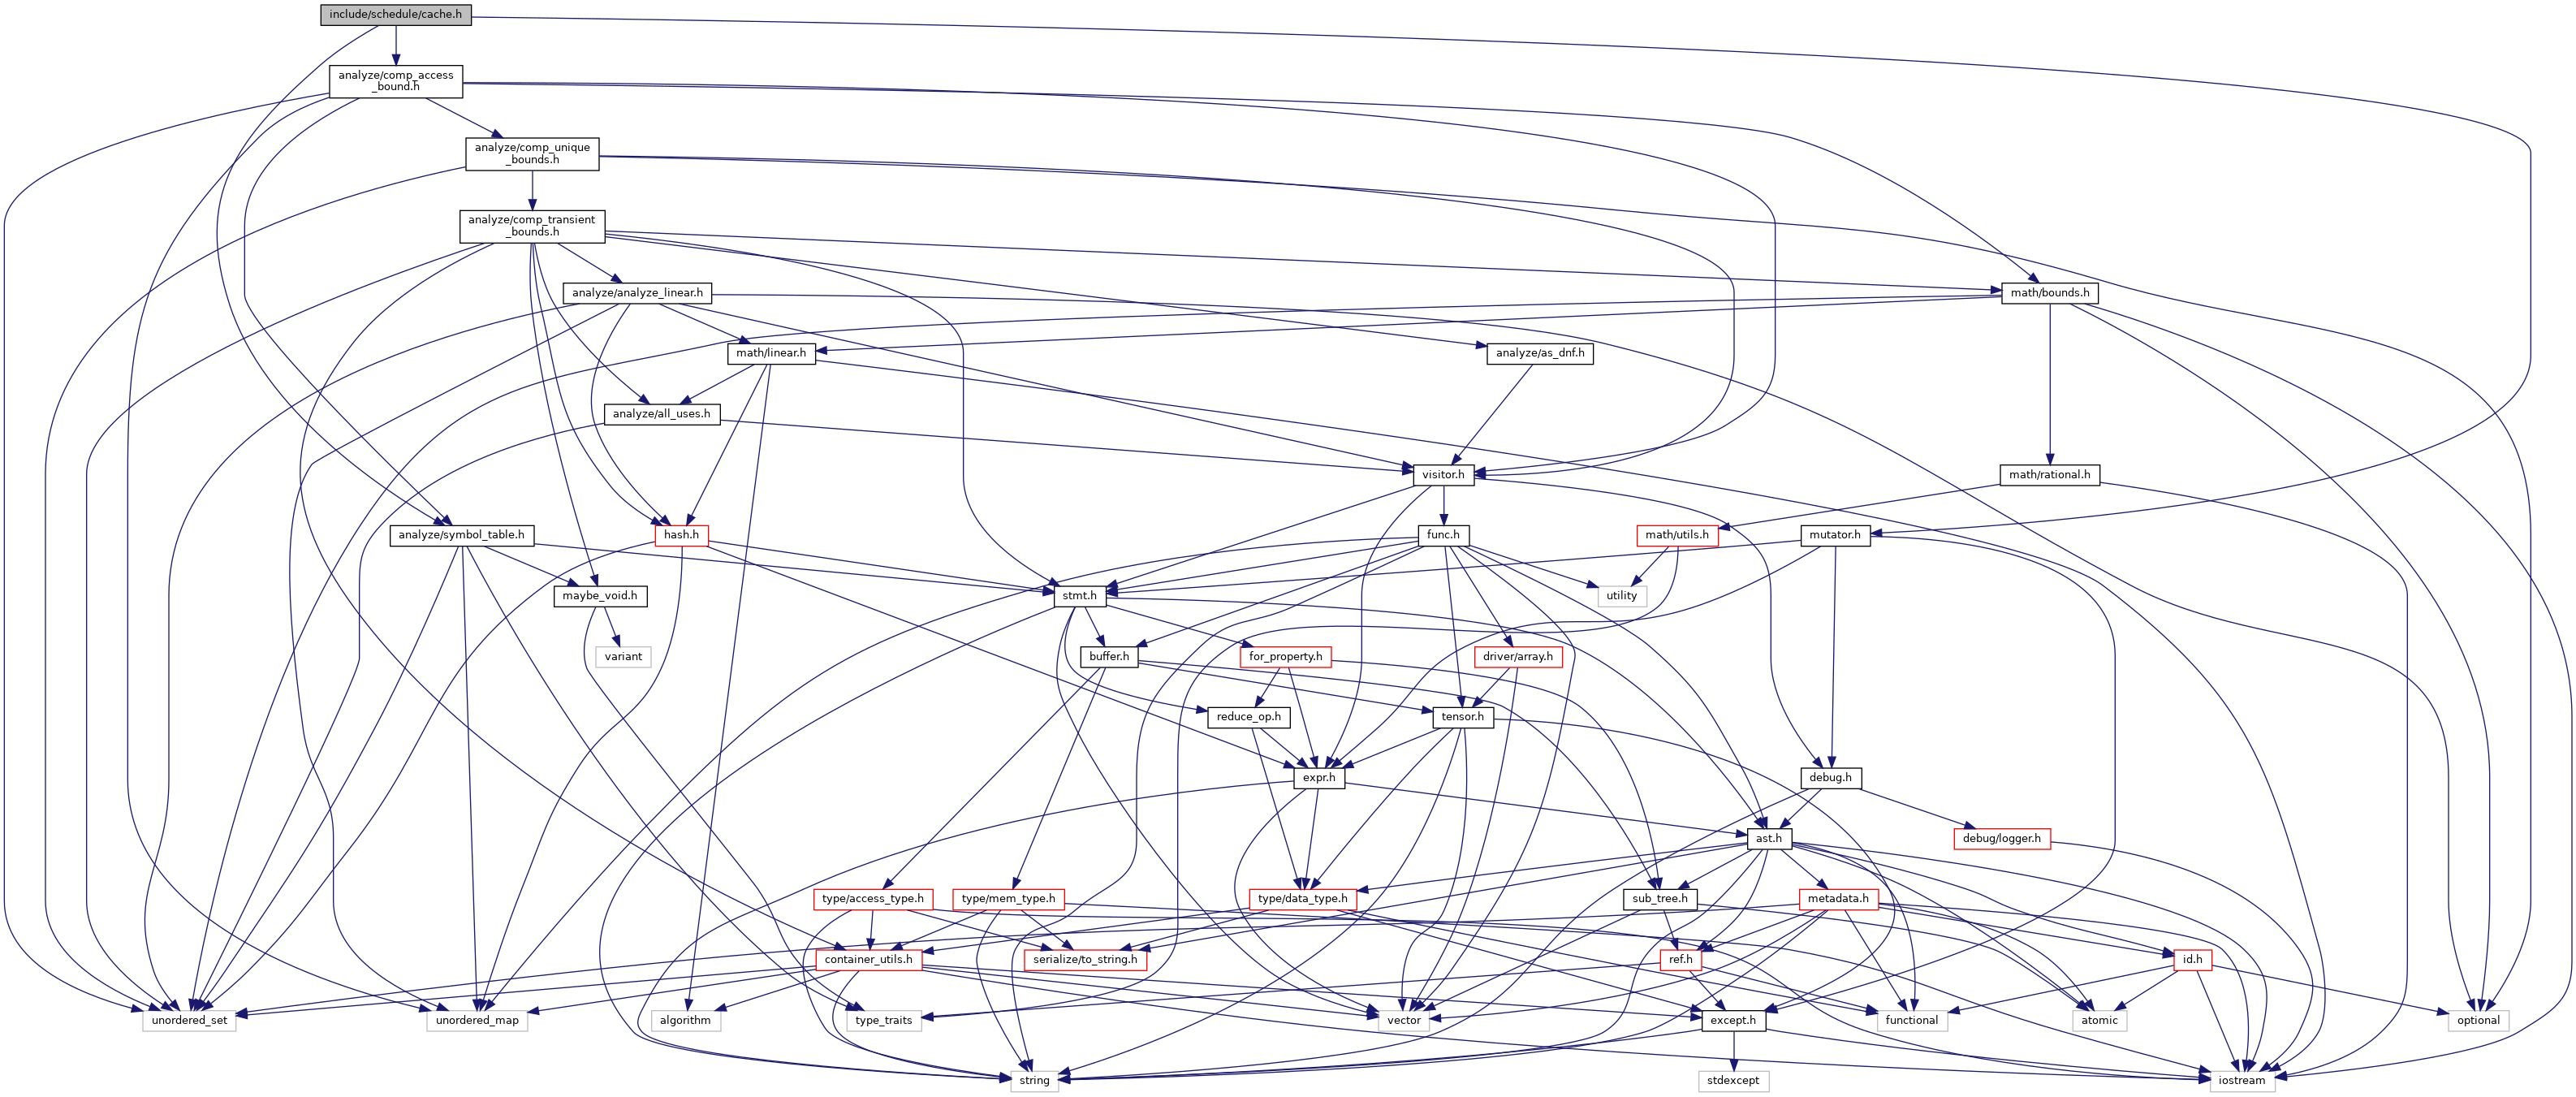 include/schedule/cache.h
analyze/comp_access
_bound.h
analyze/comp_unique
_bounds.h
analyze/comp_transient
_bounds.h
analyze/analyze_linear.h
math/bounds.h
math/linear.h
analyze/as_dnf.h
analyze/all_uses.h
visitor.h
math/rational.h
analyze/symbol_table.h
hash.h
func.h
math/utils.h
mutator.h
maybe_void.h
stmt.h
utility
variant
buffer.h
for_property.h
driver/array.h
reduce_op.h
tensor.h
expr.h
debug.h
ast.h
debug/logger.h
type/access_type.h
type/mem_type.h
type/data_type.h
sub_tree.h
metadata.h
container_utils.h
serialize/to_string.h
ref.h
id.h
unordered_set
unordered_map
algorithm
type_traits
vector
except.h
functional
atomic
optional
string
stdexcept
iostream